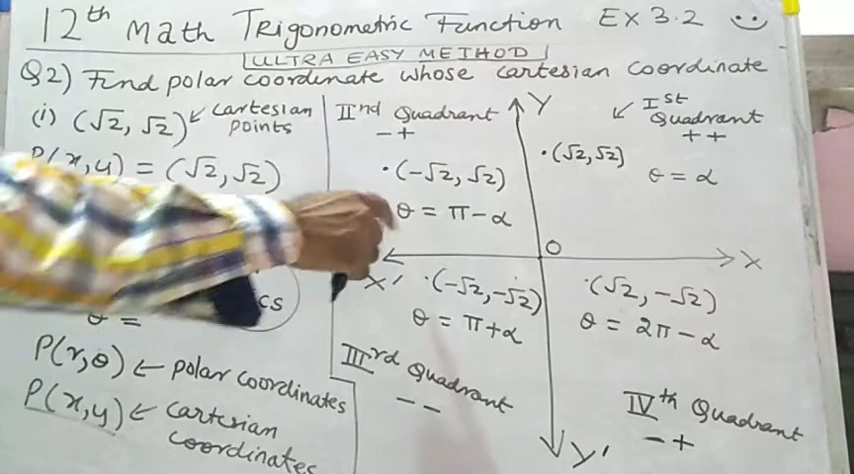 12th Math Trigonometric Function Ex 3.2
ULTRA EASY METHOD
Q2) Find polar coordinate whose cartesian coordinate
(i) (√2, √2) ← cartesian points
P(x,y) = (√2, √2)
θ =
CS
P(r,θ) ← polar coordinates
P(x,y) ← cartesian coordinates
IInd Quadrant
− +
·(−√2, √2)
θ = π−α
Y
Ist Quadrant
+ +
·(√2, √2)
θ = α
O
X
X'
·(−√2, −√2)
θ = π+α
IIIrd Quadrant
− −
·(√2, −√2)
θ = 2π−α
IVth Quadrant
− +
Y'